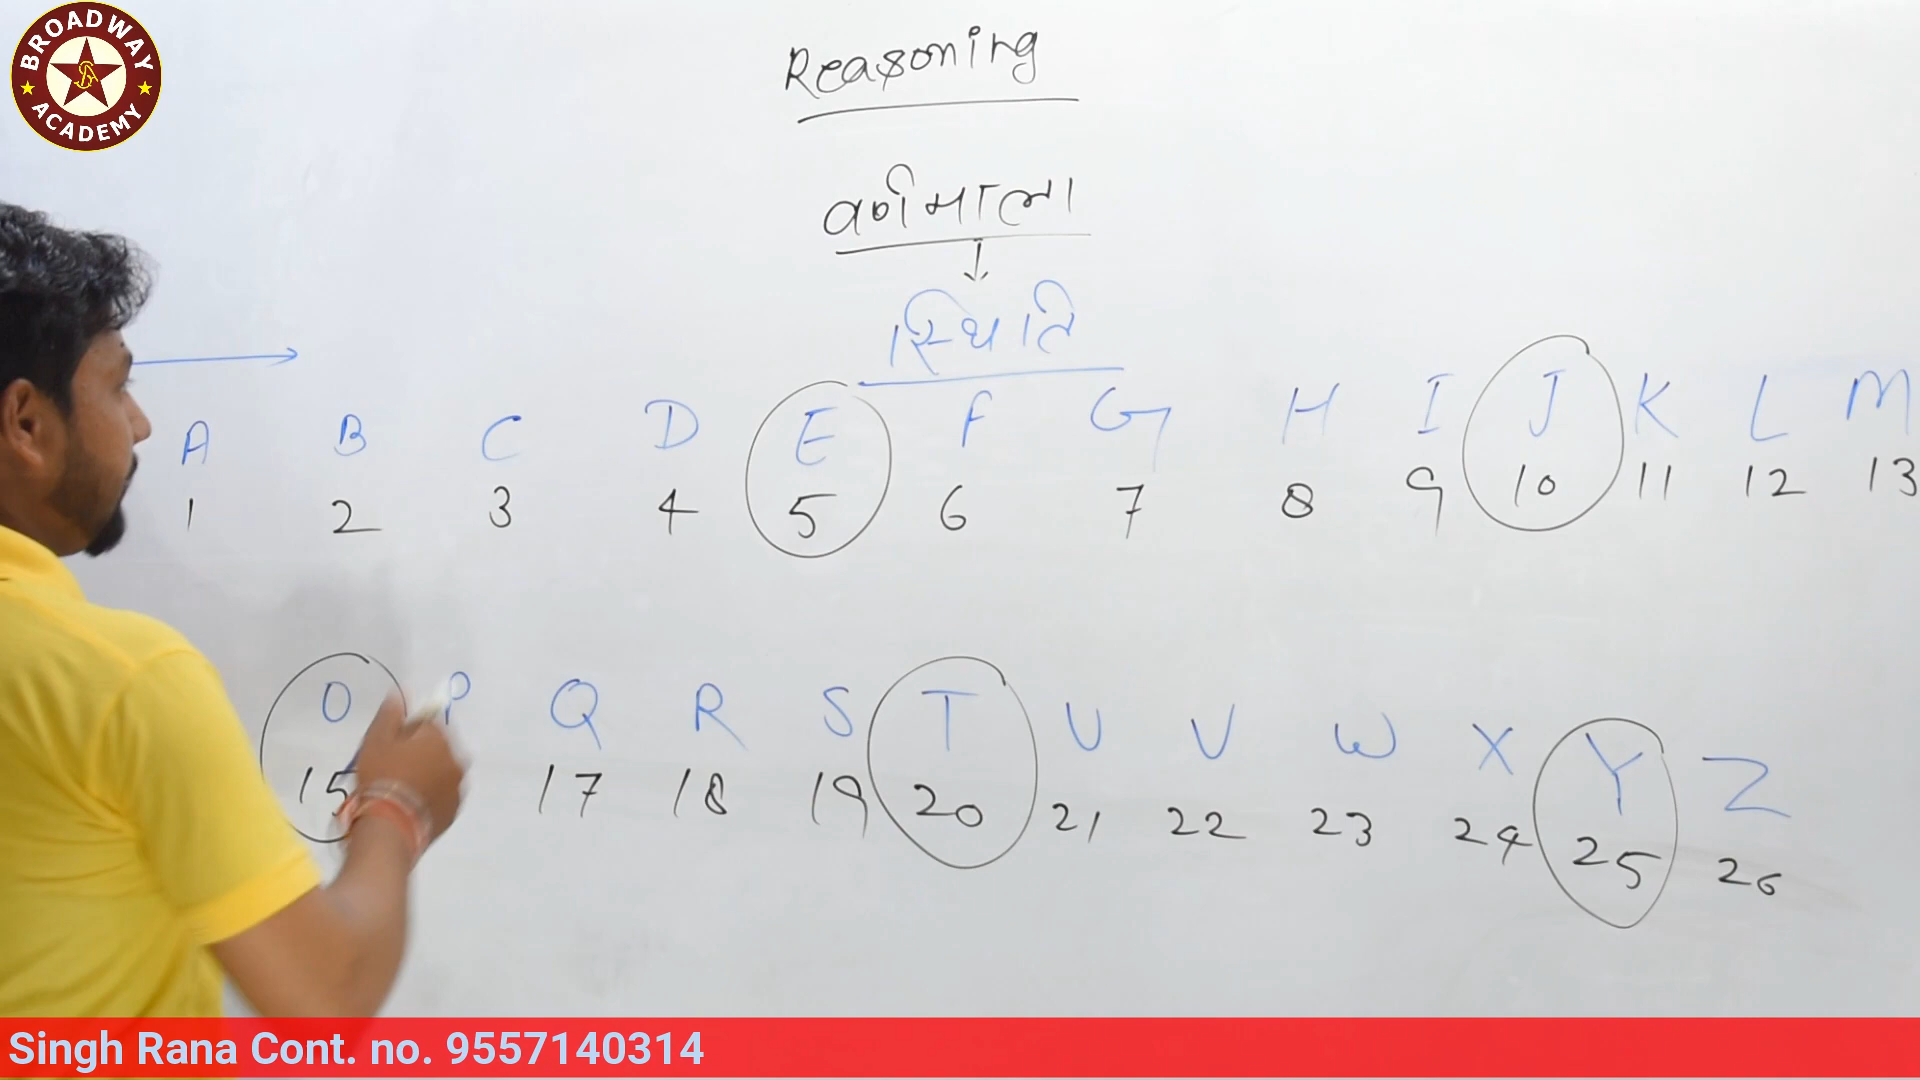 BROADWAY
ACADEMY
Reasoning
वर्णमाला
स्थिति
A B C D E F G H I J K L M
1 2 3 4 5 6 7 8 9 10 11 12 13
O P Q R S T U V W X Y Z
15 17 18 19 20 21 22 23 24 25 26
Singh Rana Cont. no. 9557140314